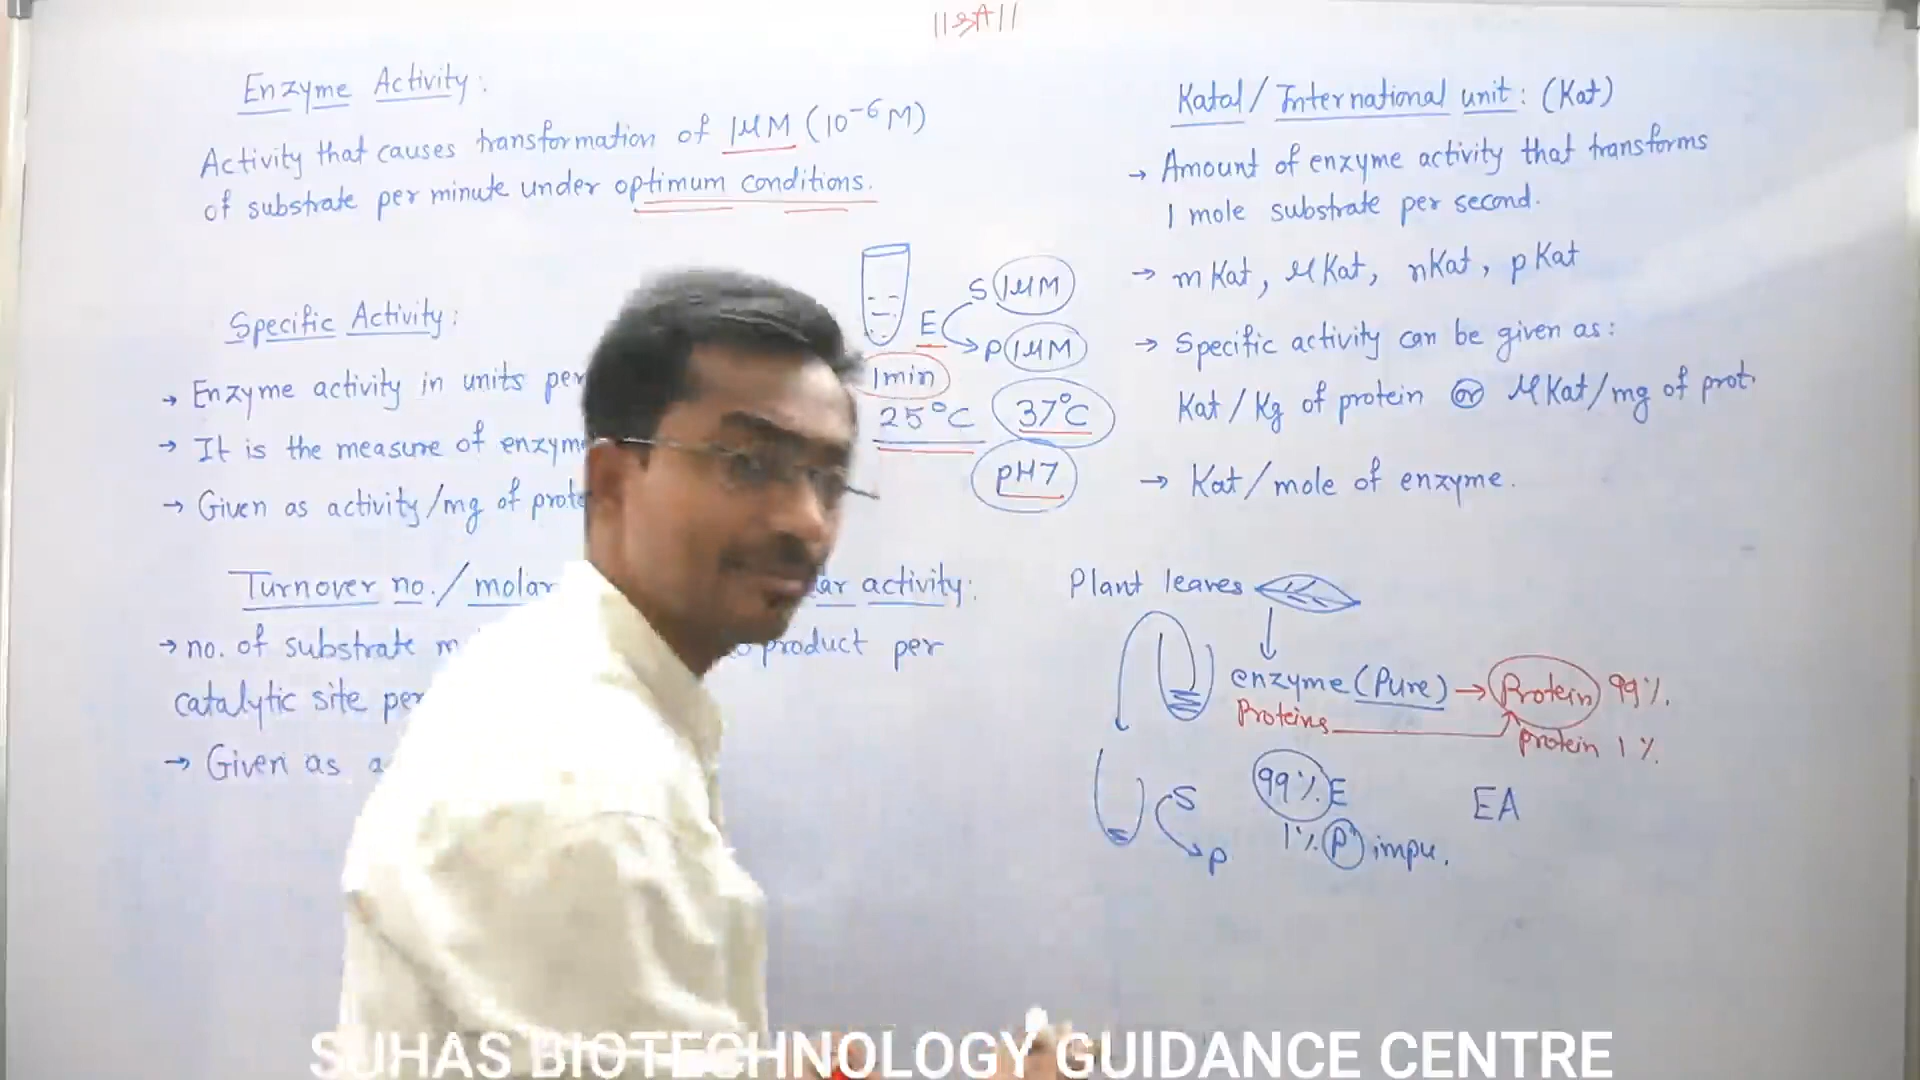 Enzyme Activity:
Activity that causes transformation of 1μM (10⁻⁶M)
of substrate per minute under optimum conditions.
Specific Activity:
→ Enzyme activity in units per
→ It is the measure of
→ Given as activity/mg of
Turnover no./molar
activity:
→ no. of substrate
product per
catalytic site per
→ Given as
E
S 1μM
P 1μM
1min
25°C 37°C
pH7
Katal/International unit: (Kat)
→ Amount of enzyme activity that transforms
1 mole substrate per second.
→ mKat, μKat, nKat, pKat
→ Specific activity can be given as:
Kat/Kg of protein or μKat/mg of prot.
→ Kat/mole of enzyme.
Plant leaves
enzyme (Pure) → Protein 99%.
Proteins
protein 1%.
S
P
99%. E
1%. P impu.
EA
SUHAS BIOTECHNOLOGY GUIDANCE CENTRE